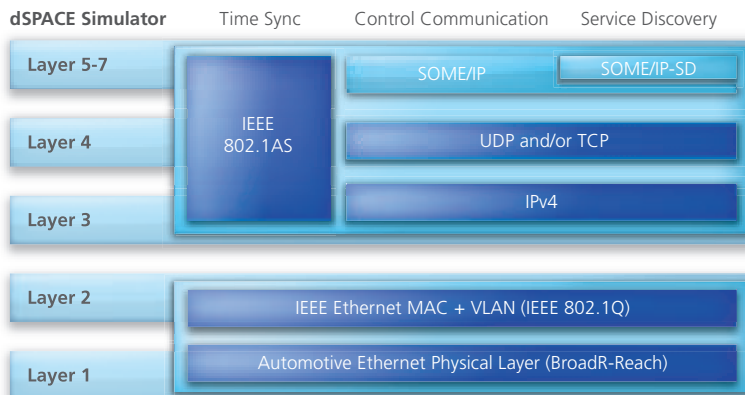 dSPACE Simulator Time Sync Control Communication Service Discovery
Layer 5-7
SOME/IP SOME/IP-SD
IEEE
802.1AS
Layer 4
UDP and/or TCP
IPv4
Layer 3
Layer 2
IEEE Ethernet MAC + VLAN (IEEE 802.1Q)
Automotive Ethernet Physical Layer (BroadR-Reach)
Layer 1